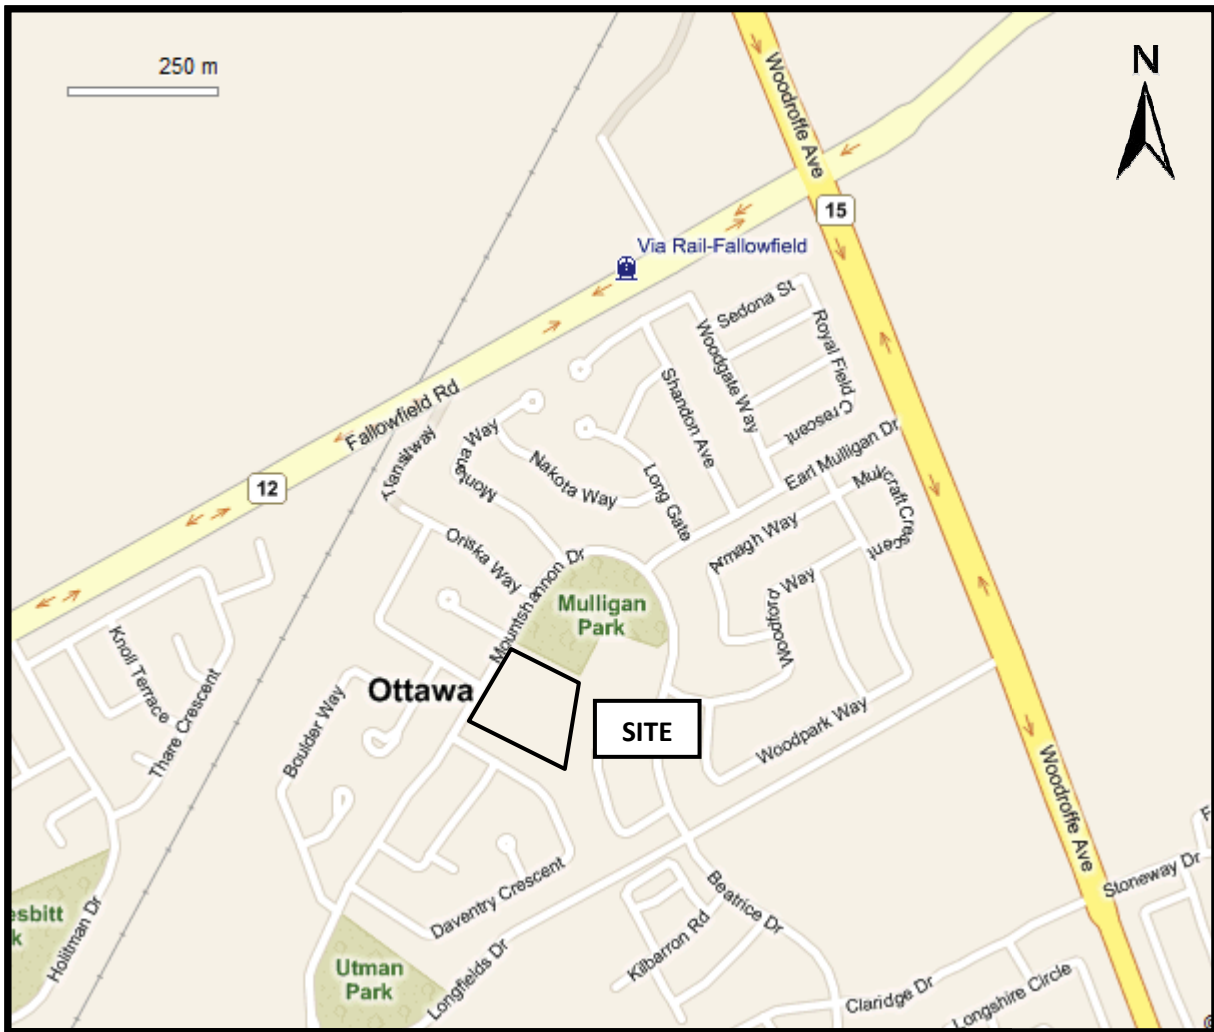 250 m
N
Woodroffe Ave
15
Via Rail-Fallowfield
Sedona St
Royal Field Crescent
Woodgate Way
Shandon Ave
Fallowfield Rd
Transitway
Montana Way
Nakota Way
Long Gate
Earl Mulligan Dr
Mulcraft Crescent
12
Oriska Way
Armagh Way
Mountshannon Dr
Mulligan
Park
Woodford Way
Knoll Terrace
Thare Crescent
Ottawa
Boulder Way
SITE
Woodpark Way
Woodroffe Ave
Stoneway Dr
Daventry Crescent
Beatrice Dr
esbitt
k
Holitman Dr
Kilbarron Rd
Utman
Park
Longfields Dr
Claridge Dr
Longshire Circle